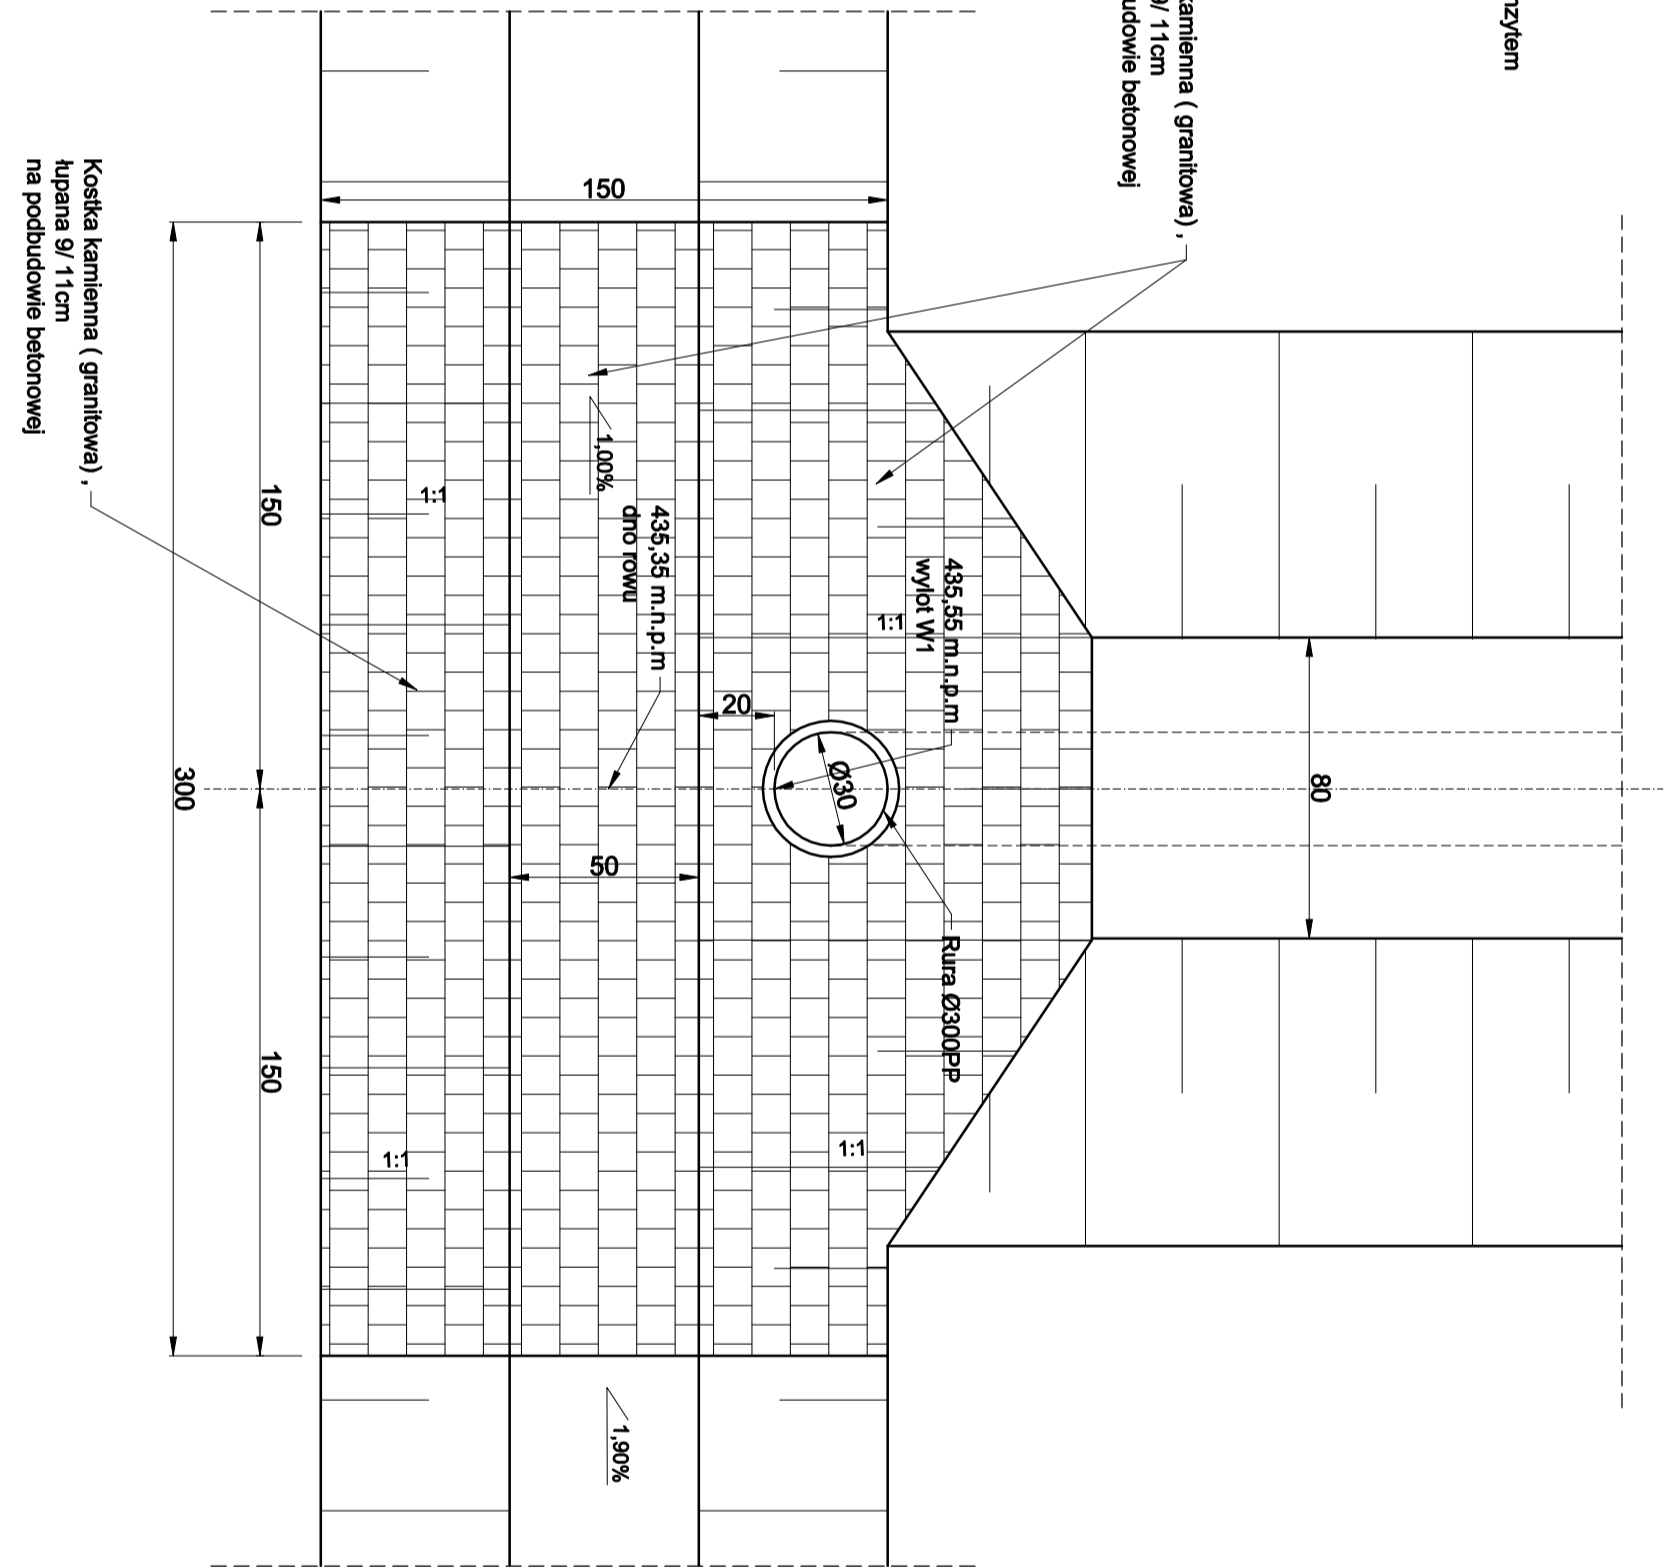 kamienna ( granitowa) ,
9/ 11cm
betonowej
150
Kostka kamienna ( granitowa) ,
łupana 9/ 11cm
na podbudowie betonowej
1,00%
1:1
150
435,35 m.n.p.m
dno rowu
435,55 m.n.p.m
wylot W1
1:1
20
Ø30
80
300
50
Rura Ø300PP
150
1:1
1:1
1,90%